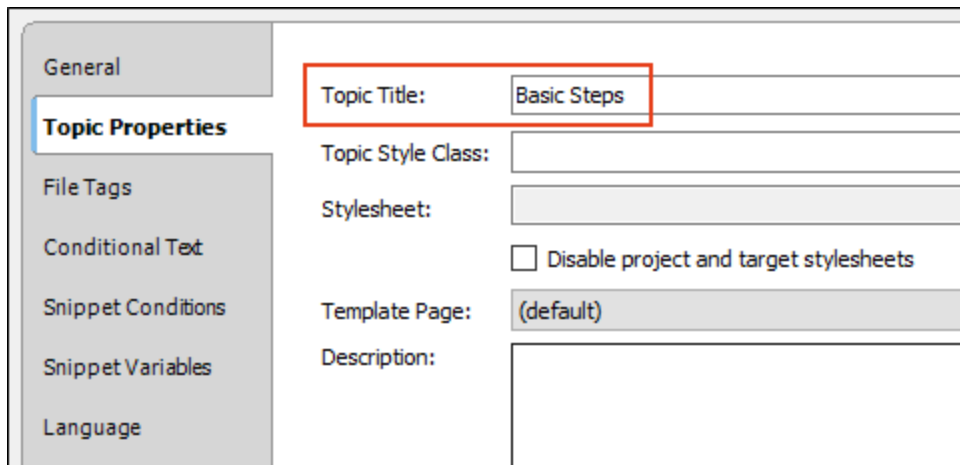 General
Topic Properties
File Tags
Conditional Text
Snippet Conditions
Snippet Variables
Language
Topic Title: Basic Steps
Topic Style Class:
Stylesheet:
Disable project and target stylesheets
Template Page: (default)
Description: